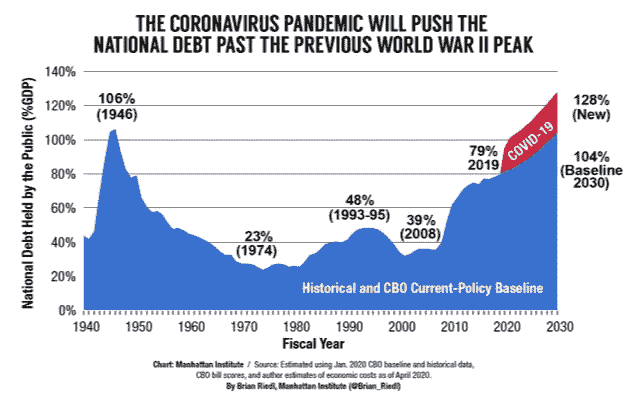 THE CORONAVIRUS PANDEMIC WILL PUSH THE
NATIONAL DEBT PAST THE PREVIOUS WORLD WAR II PEAK
National Debt Held by the Public (%GDP)
140%
120%
100%
80%
60%
40%
20%
0%
106%
(1946)
23%
(1974)
48%
(1993-95)
39%
(2008)
79%
2019
COVID-19
128%
(New)
104%
(Baseline
2030)
Historical and CBO Current-Policy Baseline
1940 1950 1960 1970 1980 1990 2000 2010 2020 2030
Fiscal Year
Chart: Manhattan Institute / Source: Estimated using Jan. 2020 CBO baseline and historical data,
CBO bill scores, and author estimates of economic costs as of April 2020.
By Brian Riedl, Manhattan Institute (@Brian_Riedl)